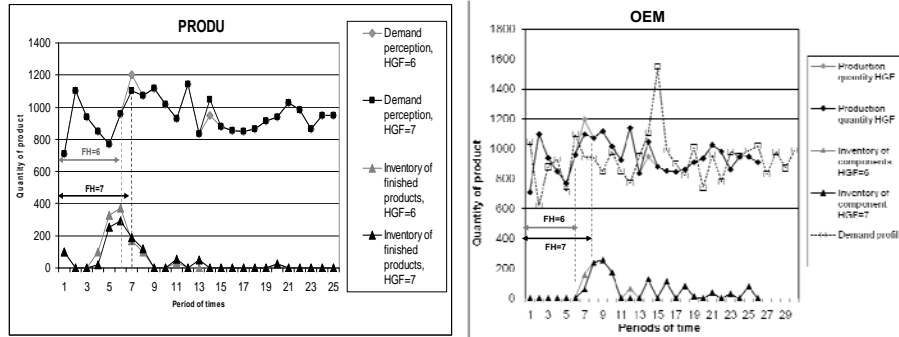 PRODU
Quantity of product
1400
1200
1000
800
600
400
200
0
FH=6
FH=7
1 3 5 7 9 11 13 15 17 19 21 23 25
Period of times
Demand
perception,
HGF=6
Demand
perception,
HGF=7
Inventory of
finished
products,
HGF=6
Inventory of
finished
products,
HGF=7
OEM
Quantity of product
1800
1600
1400
1200
1000
800
600
400
200
0
FH=6
FH=7
1 3 5 7 9 11 13 15 17 19 21 23 25 27 29
Periods of time
Production
quantity HGF
Production
quantity HGF
Inventory of
components
HGF=6
Inventory of
component
HGF=7
Demand profil